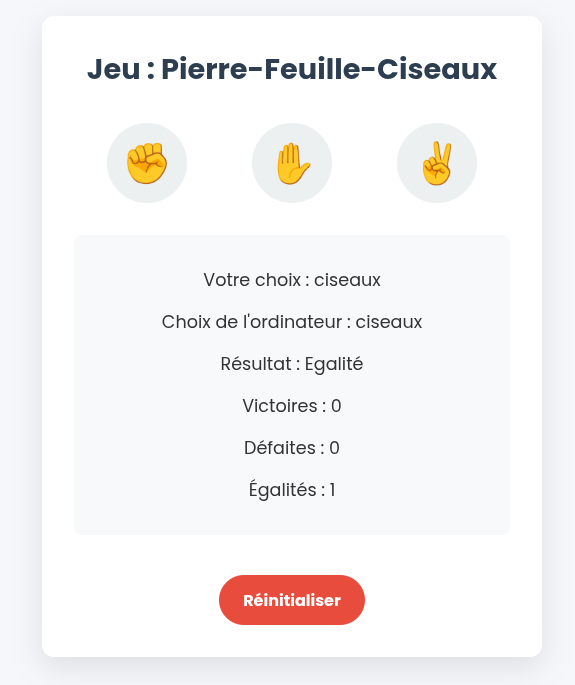 Jeu : Pierre-Feuille-Ciseaux
Votre choix : ciseaux
Choix de l'ordinateur : ciseaux
Résultat : Egalité
Victoires : 0
Défaites : 0
Égalités : 1
Réinitialiser